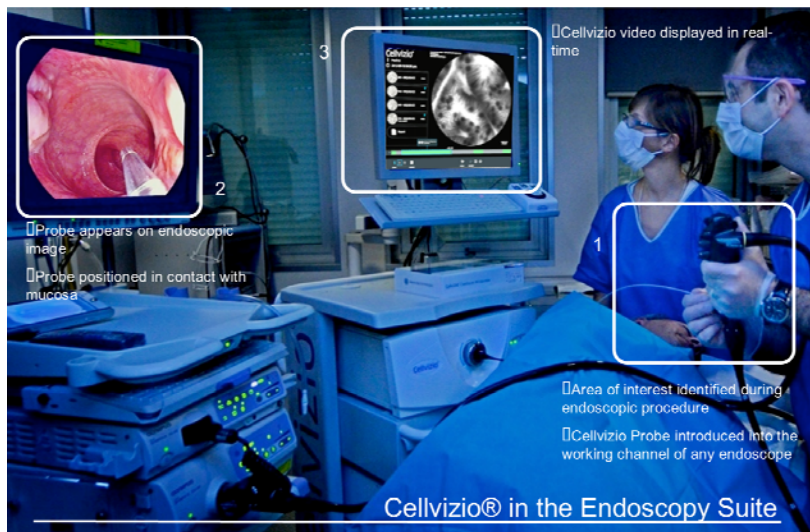 3
▯Cellvizio video displayed in real-
time
Cellvizio
2
▯Probe appears on endoscopic
image
▯Probe positioned in contact with
mucosa
1
Cellvizio
▯Area of interest identified during
endoscopic procedure
▯Cellvizio Probe introduced into the
working channel of any endoscope
Cellvizio® in the Endoscopy Suite